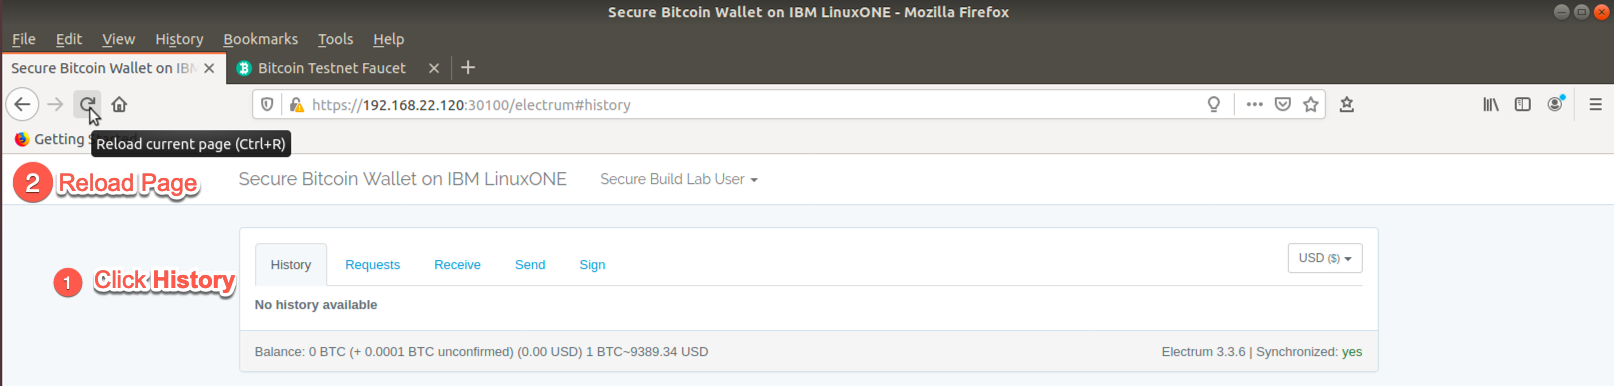 Secure Bitcoin Wallet on IBM LinuxONE - Mozilla Firefox
File Edit View History Bookmarks Tools Help
Secure Bitcoin Wallet on IBM Bitcoin Testnet Faucet
https://192.168.22.120:30100/electrum#history
Getting
Reload current page (Ctrl+R)
2 Reload Page Secure Bitcoin Wallet on IBM LinuxONE Secure Build Lab User
History Requests Receive Send Sign USD ($)
1 Click History
No history available
Balance: 0 BTC (+ 0.0001 BTC unconfirmed) (0.00 USD) 1 BTC~9389.34 USD Electrum 3.3.6 | Synchronized: yes